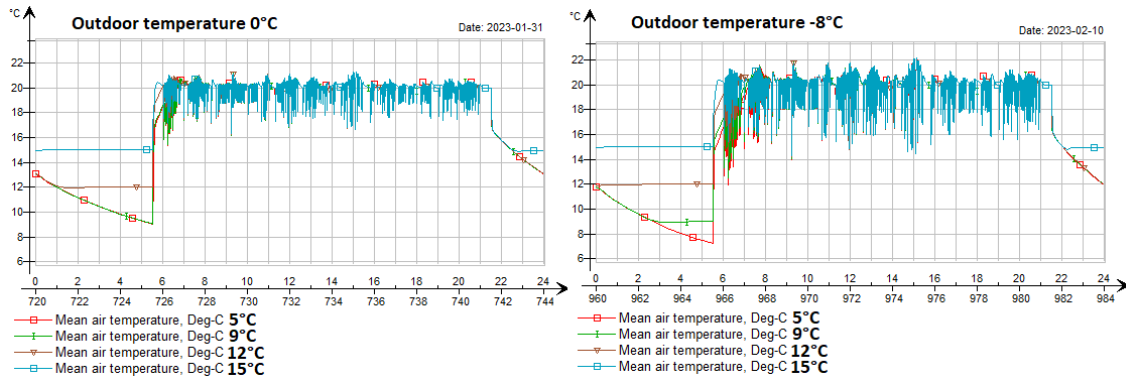 °C
Outdoor temperature 0°C
Date: 2023-01-31
20
18
16
14
12
10
8
6
22
0 2 4 6 8 10 12 14 16 18 20 22 24
720 722 724 726 728 730 732 734 736 738 740 742 744
Mean air temperature, Deg-C 5°C
Mean air temperature, Deg-C 9°C
Mean air temperature, Deg-C 12°C
Mean air temperature, Deg-C 15°C
°C
Outdoor temperature -8°C
Date: 2023-02-10
22
20
18
16
14
12
10
8
6
0 2 4 6 8 10 12 14 16 18 20 22 24
960 962 964 966 968 970 972 974 976 978 980 982 984
Mean air temperature, Deg-C 5°C
Mean air temperature, Deg-C 9°C
Mean air temperature, Deg-C 12°C
Mean air temperature, Deg-C 15°C